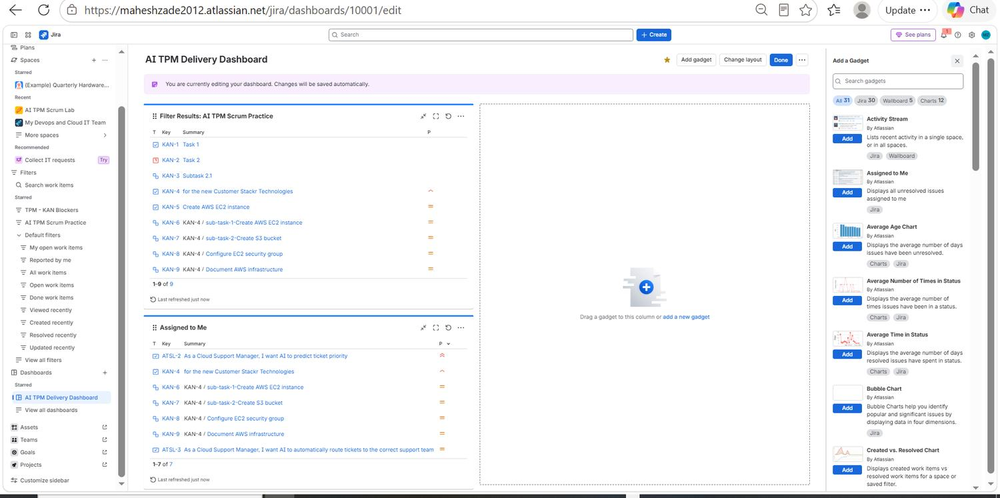 https://maheshzade2012.atlassian.net/jira/dashboards/10001/edit
Update
Chat
Jira
Search
+ Create
See plans
1
MZ
Plans
Spaces
Starred
(Example) Quarterly Hardware...
Recent
AI TPM Scrum Lab
My Devops and Cloud IT Team
More spaces
Recommended
Collect IT requests
Try
Filters
Search work items
Starred
TPM - KAN Blockers
AI TPM Scrum Practice
Default filters
My open work items
Reported by me
All work items
Open work items
Done work items
Viewed recently
Created recently
Resolved recently
Updated recently
View all filters
Dashboards
Starred
AI TPM Delivery Dashboard
View all dashboards
Assets
Teams
Goals
Projects
Customize sidebar
AI TPM Delivery Dashboard
Add gadget
Change layout
Done
You are currently editing your dashboard. Changes will be saved automatically.
Filter Results: AI TPM Scrum Practice
T Key Summary P
KAN-1 Task 1
KAN-2 Task 2
KAN-3 Subtask 2.1
KAN-4 for the new Customer Stackr Technologies
KAN-5 Create AWS EC2 instance
KAN-6 KAN-4 / sub-task-1-Create AWS EC2 instance
KAN-7 KAN-4 / sub-task-2-Create S3 bucket
KAN-8 KAN-4 / Configure EC2 security group
KAN-9 KAN-4 / Document AWS infrastructure
1-9 of 9
Last refreshed just now
Assigned to Me
T Key Summary P
ATSL-2 As a Cloud Support Manager, I want AI to predict ticket priority
KAN-4 for the new Customer Stackr Technologies
KAN-6 KAN-4 / sub-task-1-Create AWS EC2 instance
KAN-7 KAN-4 / sub-task-2-Create S3 bucket
KAN-8 KAN-4 / Configure EC2 security group
KAN-9 KAN-4 / Document AWS infrastructure
ATSL-3 As a Cloud Support Manager, I want AI to automatically route tickets to the correct support team
1-7 of 7
Last refreshed just now
Drag a gadget to this column or add a new gadget
Add a Gadget
Search gadgets
All 31 Jira 30 Wallboard 5 Charts 12
Activity Stream
By Atlassian
Add
Lists recent activity in a single space,
or in all spaces.
Jira Wallboard
Assigned to Me
By Atlassian
Add
Displays all unresolved issues
assigned to me
Jira
Average Age Chart
By Atlassian
Add
Displays the average number of days
issues have been unresolved.
Charts Jira
Average Number of Times in Status
By Atlassian
Add
Displays the average number of
times issues have been in a status.
Charts Jira
Average Time in Status
By Atlassian
Add
Displays the average number of days
resolved issues have spent in status.
Charts Jira
Bubble Chart
By Atlassian
Add
Bubble Charts help you identify
popular and significant issues by
displaying data in four dimensions.
Jira
Created vs. Resolved Chart
By Atlassian
Add
Displays created work items vs
resolved work items for a space or
saved filter.